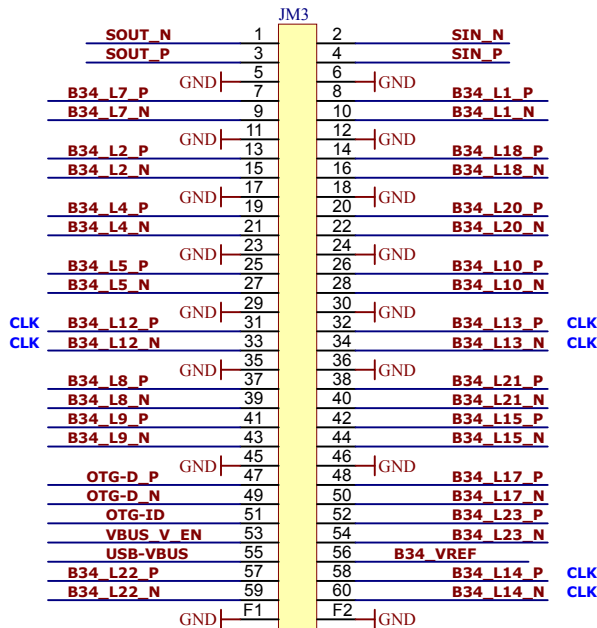 JM3
SOUT_N 1 2 SIN_N
SOUT_P 3 4 SIN_P
GND 5 6 GND
B34_L7_P 7 8 B34_L1_P
B34_L7_N 9 10 B34_L1_N
GND 11 12 GND
B34_L2_P 13 14 B34_L18_P
B34_L2_N 15 16 B34_L18_N
GND 17 18 GND
B34_L4_P 19 20 B34_L20_P
B34_L4_N 21 22 B34_L20_N
GND 23 24 GND
B34_L5_P 25 26 B34_L10_P
B34_L5_N 27 28 B34_L10_N
GND 29 30 GND
CLK B34_L12_P 31 32 B34_L13_P CLK
CLK B34_L12_N 33 34 B34_L13_N CLK
GND 35 36 GND
B34_L8_P 37 38 B34_L21_P
B34_L8_N 39 40 B34_L21_N
B34_L9_P 41 42 B34_L15_P
B34_L9_N 43 44 B34_L15_N
GND 45 46 GND
OTG-D_P 47 48 B34_L17_P
OTG-D_N 49 50 B34_L17_N
OTG-ID 51 52 B34_L23_P
VBUS_V_EN 53 54 B34_L23_N
USB-VBUS 55 56 B34_VREF
B34_L22_P 57 58 B34_L14_P CLK
B34_L22_N 59 60 B34_L14_N CLK
GND F1 F2 GND